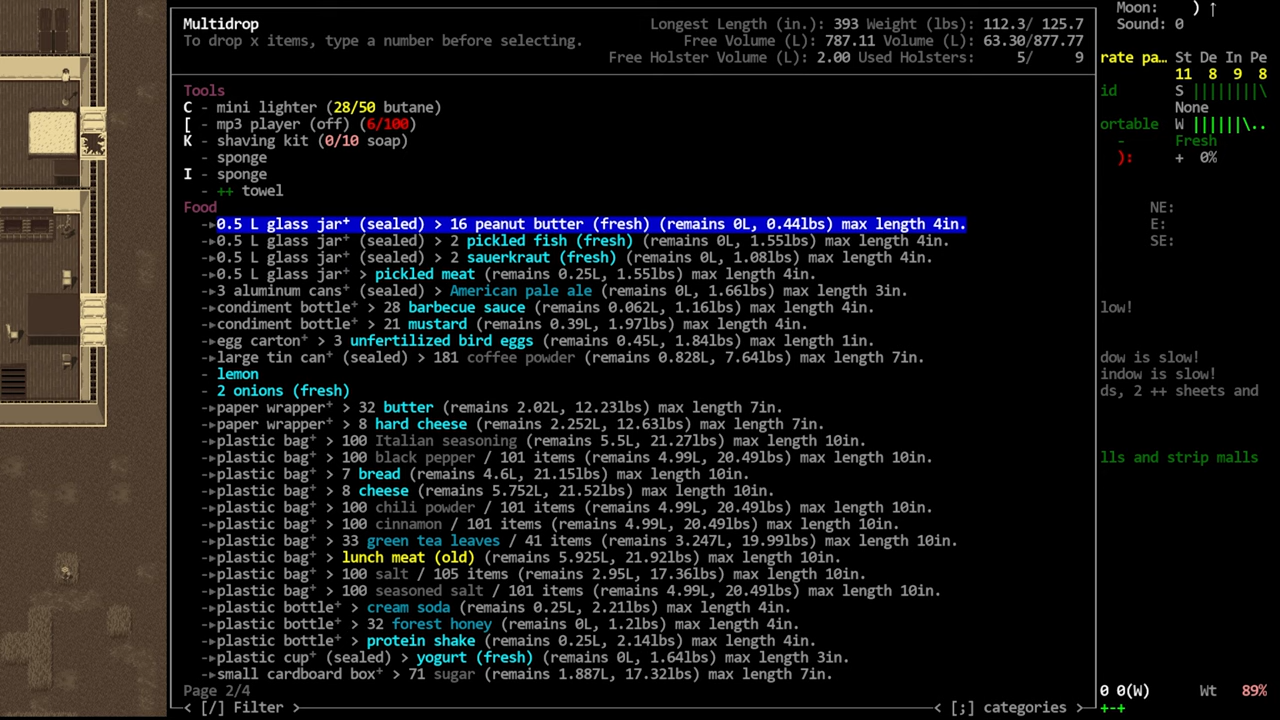 Multidrop
To drop x items, type a number before selecting.
Longest Length (in.): 393 Weight (lbs): 112.3/ 125.7
Free Volume (L): 787.11 Volume (L): 63.30/877.77
Free Holster Volume (L): 2.00 Used Holsters: 5/ 9
Tools
C - mini lighter (28/50 butane)
[ - mp3 player (off) (6/100)
K - shaving kit (0/10 soap)
- sponge
I - sponge
- ++ towel
Food
0.5 L glass jar⁺ (sealed) > 16 peanut butter (fresh) (remains 0L, 0.44lbs) max length 4in.
0.5 L glass jar⁺ (sealed) > 2 pickled fish (fresh) (remains 0L, 1.55lbs) max length 4in.
0.5 L glass jar⁺ (sealed) > 2 sauerkraut (fresh) (remains 0L, 1.08lbs) max length 4in.
0.5 L glass jar⁺ > pickled meat (remains 0.25L, 1.55lbs) max length 4in.
3 aluminum cans⁺ (sealed) > American pale ale (remains 0L, 1.66lbs) max length 3in.
condiment bottle⁺ > 28 barbecue sauce (remains 0.062L, 1.16lbs) max length 4in.
condiment bottle⁺ > 21 mustard (remains 0.39L, 1.97lbs) max length 4in.
egg carton⁺ > 3 unfertilized bird eggs (remains 0.45L, 1.84lbs) max length 1in.
large tin can⁺ (sealed) > 181 coffee powder (remains 0.828L, 7.64lbs) max length 7in.
- lemon
- 2 onions (fresh)
paper wrapper⁺ > 32 butter (remains 2.02L, 12.23lbs) max length 7in.
paper wrapper⁺ > 8 hard cheese (remains 2.252L, 12.63lbs) max length 7in.
plastic bag⁺ > 100 Italian seasoning (remains 5.5L, 21.27lbs) max length 10in.
plastic bag⁺ > 100 black pepper / 101 items (remains 4.99L, 20.49lbs) max length 10in.
plastic bag⁺ > 7 bread (remains 4.6L, 21.15lbs) max length 10in.
plastic bag⁺ > 8 cheese (remains 5.752L, 21.52lbs) max length 10in.
plastic bag⁺ > 100 chili powder / 101 items (remains 4.99L, 20.49lbs) max length 10in.
plastic bag⁺ > 100 cinnamon / 101 items (remains 4.99L, 20.49lbs) max length 10in.
plastic bag⁺ > 33 green tea leaves / 41 items (remains 3.247L, 19.99lbs) max length 10in.
plastic bag⁺ > lunch meat (old) (remains 5.925L, 21.92lbs) max length 10in.
plastic bag⁺ > 100 salt / 105 items (remains 2.95L, 17.36lbs) max length 10in.
plastic bag⁺ > 100 seasoned salt / 101 items (remains 4.99L, 20.49lbs) max length 10in.
plastic bottle⁺ > cream soda (remains 0.25L, 2.21lbs) max length 4in.
plastic bottle⁺ > 32 forest honey (remains 0L, 1.2lbs) max length 4in.
plastic bottle⁺ > protein shake (remains 0.25L, 2.14lbs) max length 4in.
plastic cup⁺ (sealed) > yogurt (fresh) (remains 0L, 1.64lbs) max length 3in.
small cardboard box⁺ > 71 sugar (remains 1.887L, 17.32lbs) max length 7in.
Page 2/4
< [/] Filter >
< [;] categories >
Moon: ) ↑
Sound: 0
rate pa… St De In Pe
11 8 9 8
id S ||||||||\
None
ortable W ||||||\..
- Fresh
): + 0%
NE:
E:
SE:
low!
dow is slow!
indow is slow!
ds, 2 ++ sheets and
lls and strip malls
0 0(W) Wt 89%
+-+